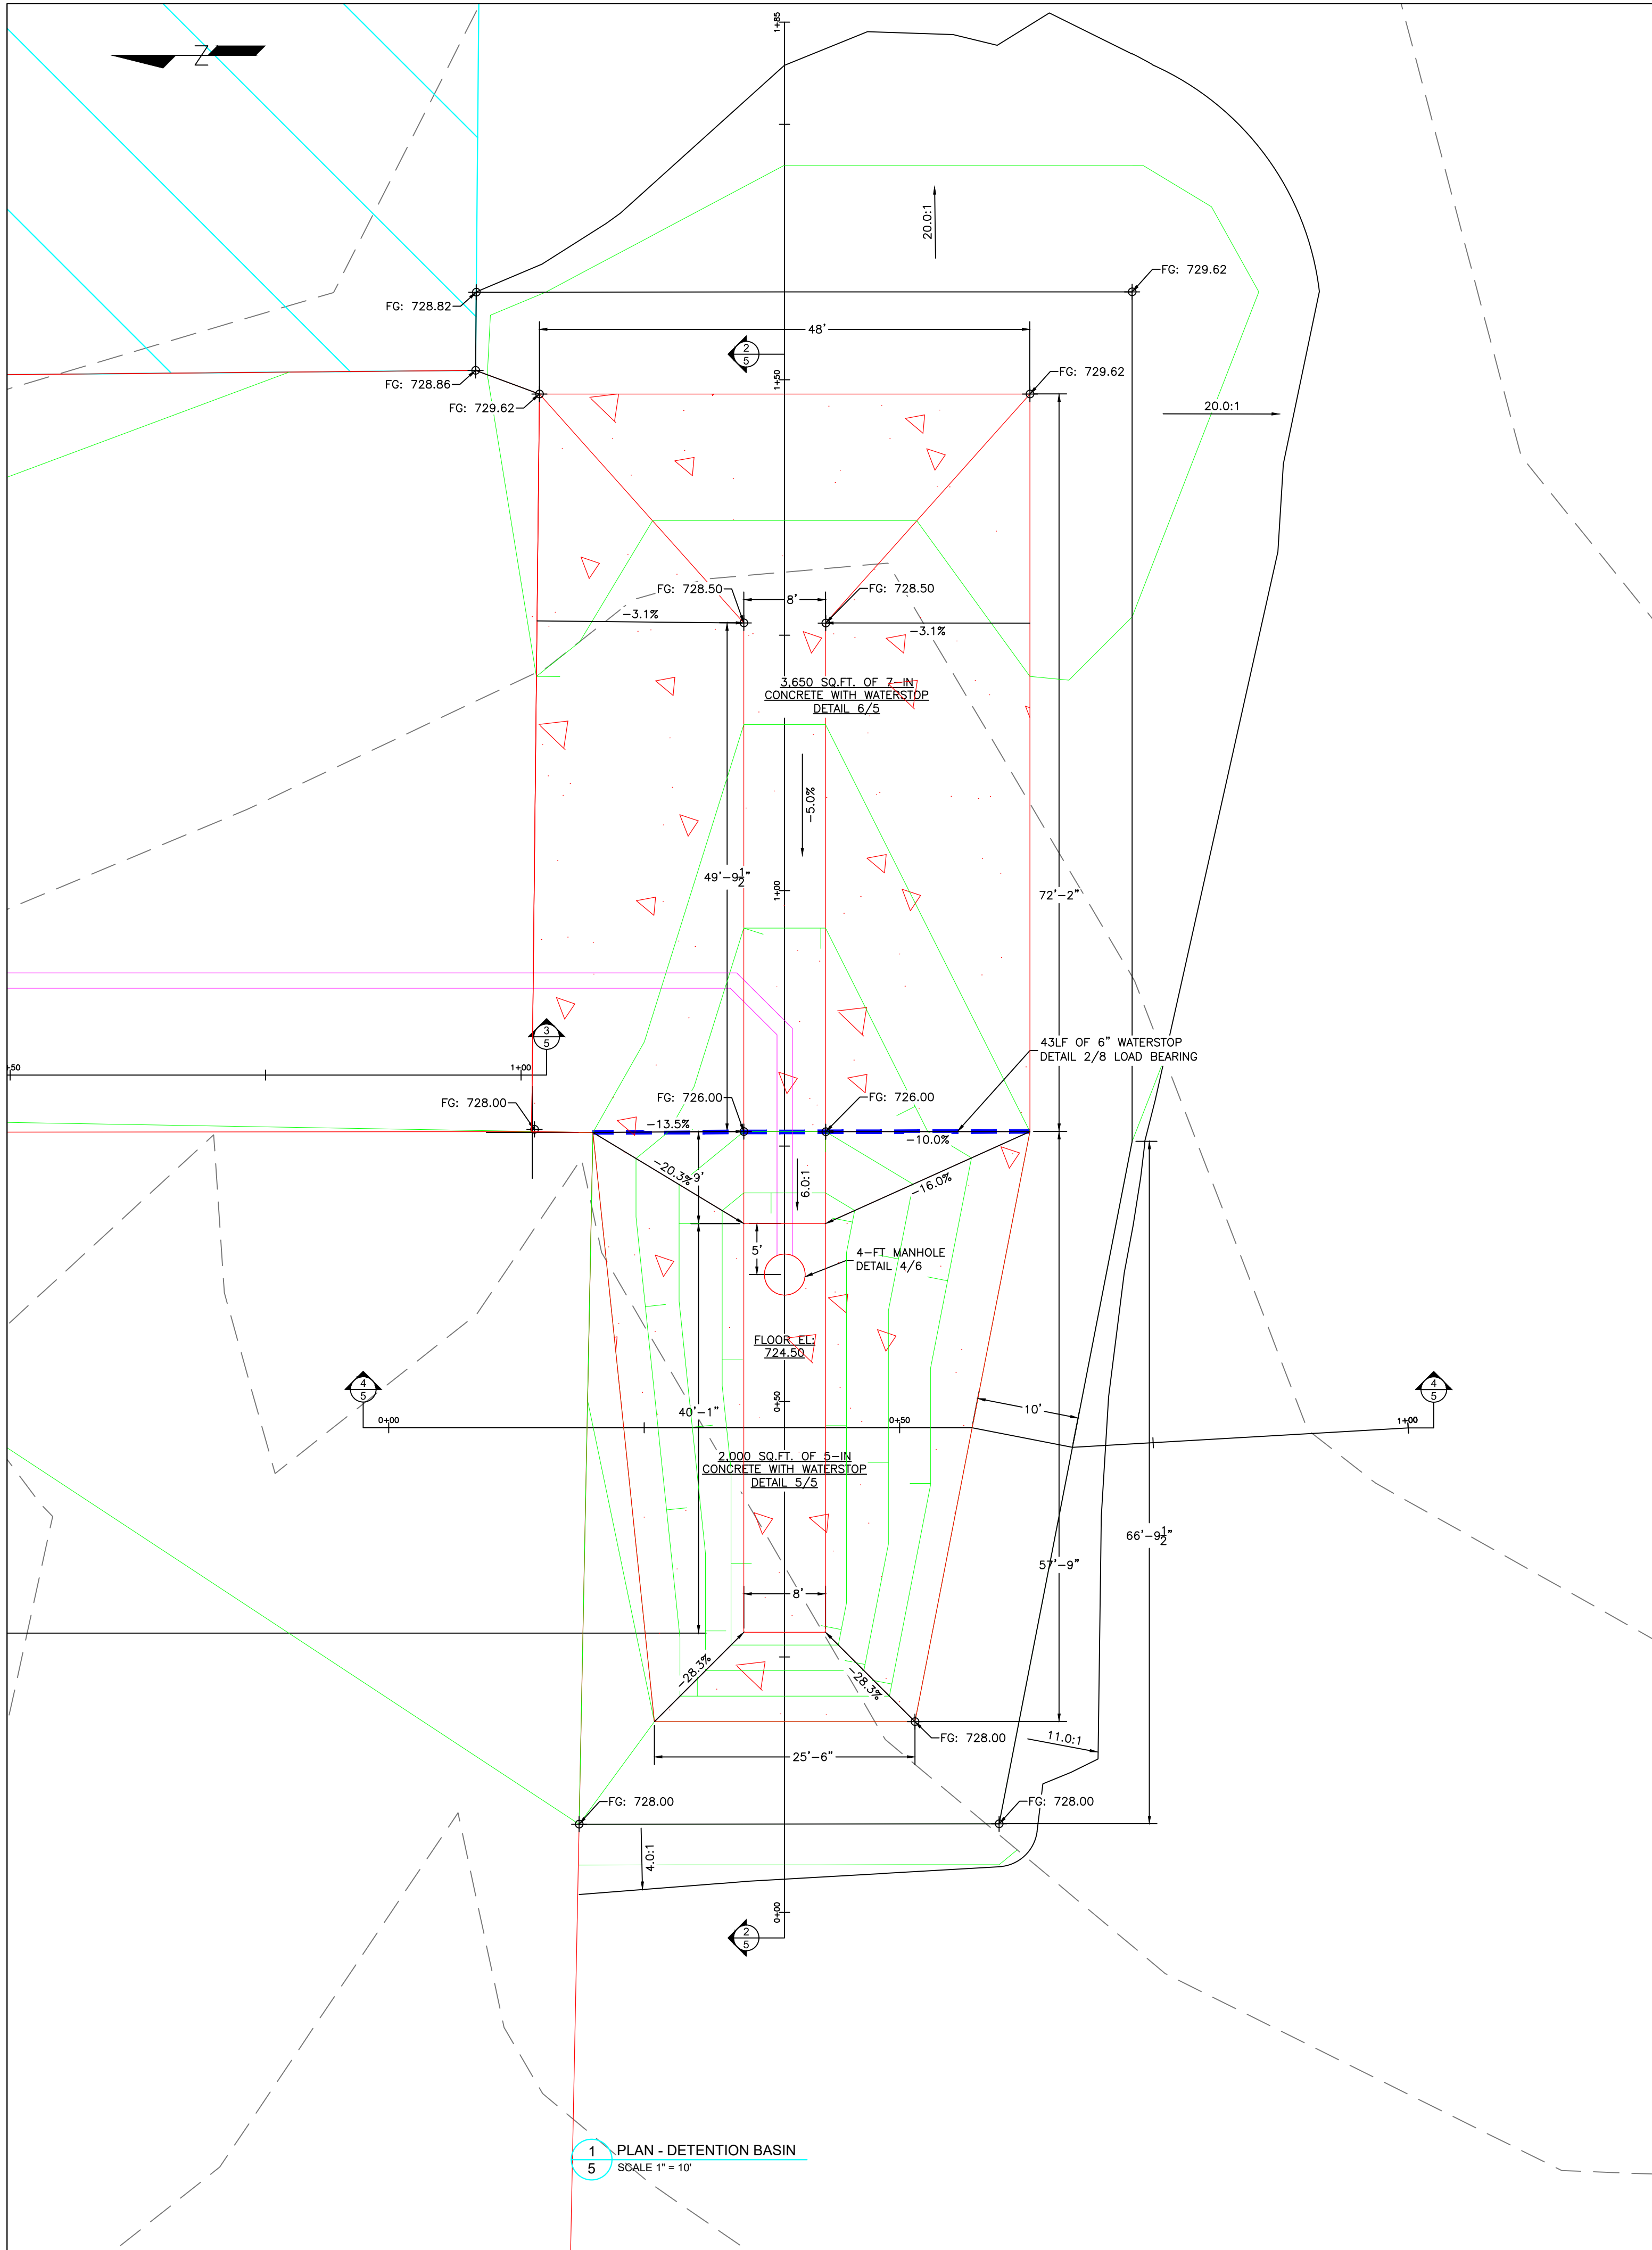 1+85
N
20.0:1
FG: 729.62
FG: 728.82
48'
2
5
1+50
FG: 728.86
FG: 729.62
FG: 729.62
20.0:1
FG: 728.50
8'
FG: 728.50
-3.1%
-3.1%
3,650 SQ.FT. OF 7-IN
CONCRETE WITH WATERSTOP
DETAIL 6/5
-5.0%
49'-9 1/2"
1+00
72'-2"
3
5
43LF OF 6" WATERSTOP
DETAIL 2/8 LOAD BEARING
-50
1+00
FG: 728.00
FG: 726.00
FG: 726.00
-13.5%
-10.0%
-20.3%
9'
6.0:1
-16.0%
5'
4-FT MANHOLE
DETAIL 4/6
FLOOR EL:
724.50
4
5
4
5
40'-1"
0+50
10'
0+00
0+50
1+00
2,000 SQ.FT. OF 5-IN
CONCRETE WITH WATERSTOP
DETAIL 5/5
66'-9 1/2"
57'-9"
8'
-28.3%
-28.3%
FG: 728.00
11.0:1
25'-6"
FG: 728.00
FG: 728.00
4.0:1
0+00
2
5
1
5
PLAN - DETENTION BASIN
SCALE 1" = 10'